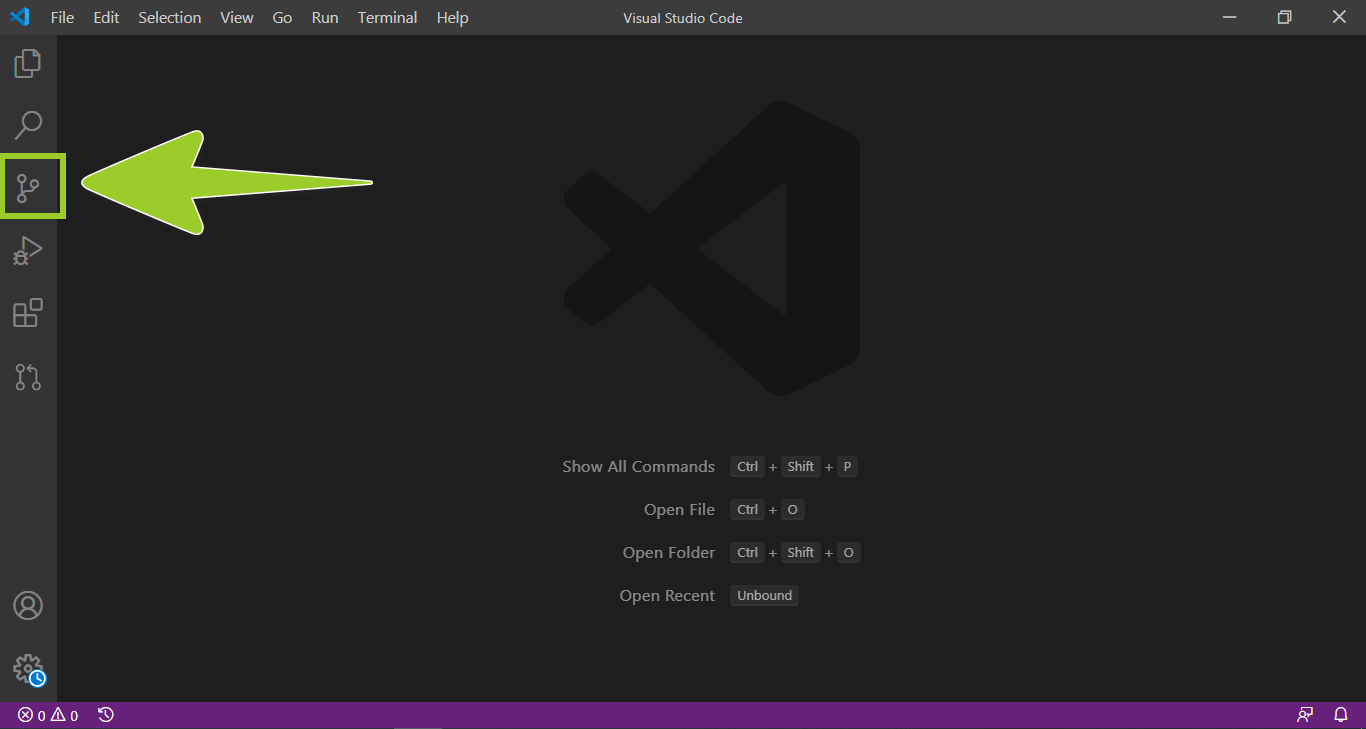 File Edit Selection View Go Run Terminal Help Visual Studio Code
Show All Commands Ctrl + Shift + P
Open File Ctrl + O
Open Folder Ctrl + Shift + O
Open Recent Unbound
0 0